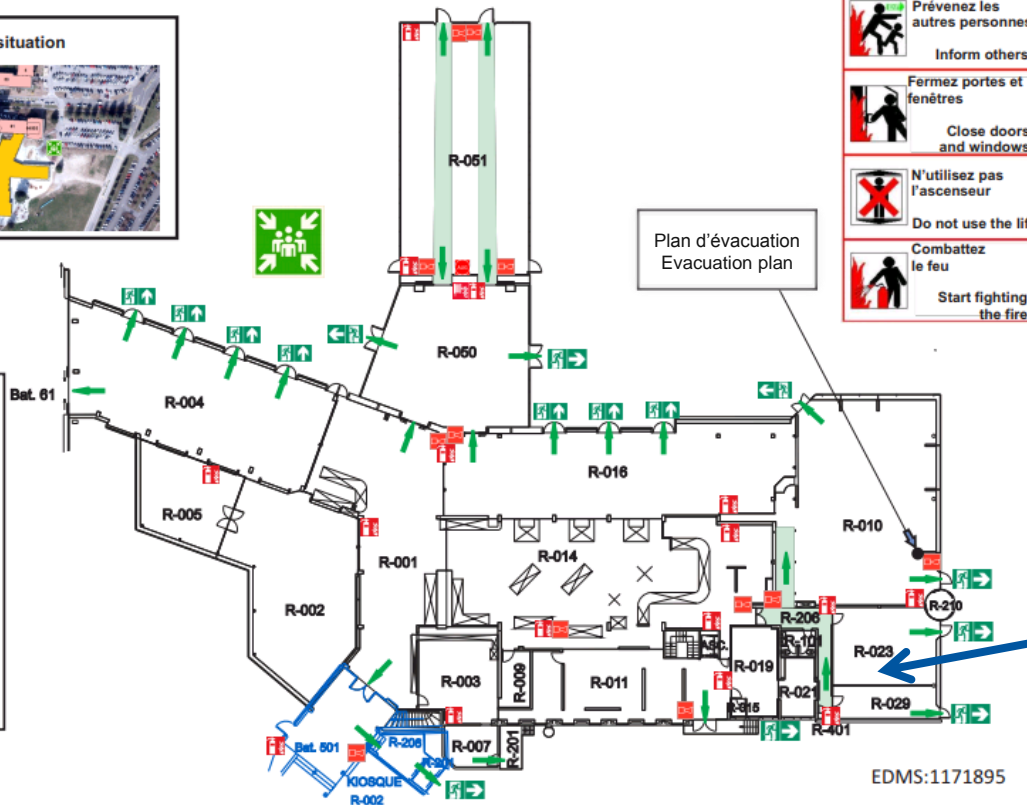 situation
Prévenez les
autres personnes
Inform others
Fermez portes et
fenêtres
Close doors
and windows
N'utilisez pas
l'ascenseur
Do not use the lif
Combattez
le feu
Start fighting
the fire
Plan d'évacuation
Evacuation plan
R-051
R-050
Bat. 61
R-004
R-016
R-005
R-010
R-001
R-014
R-002
R-210
R-206
ASC.
R-101
R-023
R-003
R-009
R-011
R-019
R-021
R-029
R-015
R-401
R-007
R-201
Bat. 501
R-206
R-204
KIOSQUE
R-002
EDMS:1171895